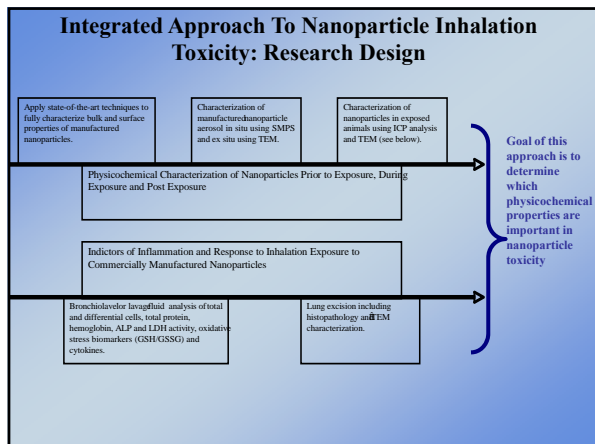 Integrated Approach To Nanoparticle Inhalation
Toxicity: Research Design
Apply state-of-the-art techniques to
fully characterize bulk and surface
properties of manufactured
nanoparticles.
Characterization of
manufacturednanoparticle
aerosol in situ using SMPS
and ex situ using TEM.
Characterization of
nanoparticles in exposed
animals using ICP analysis
and TEM (see below).
Physicochemical Characterization of Nanoparticles Prior to Exposure, During
Exposure and Post Exposure
Indictors of Inflammation and Response to Inhalation Exposure to
Commercially Manufactured Nanoparticles
Bronchiolavelor lavagefluid analysis of total
and differential cells, total protein,
hemoglobin, ALP and LDH activity, oxidative
stress biomarkers (GSH/GSSG) and
cytokines.
Lung excision including
histopathology and TEM
characterization.
Goal of this
approach is to
determine
which
physicochemical
properties are
important in
nanoparticle
toxicity